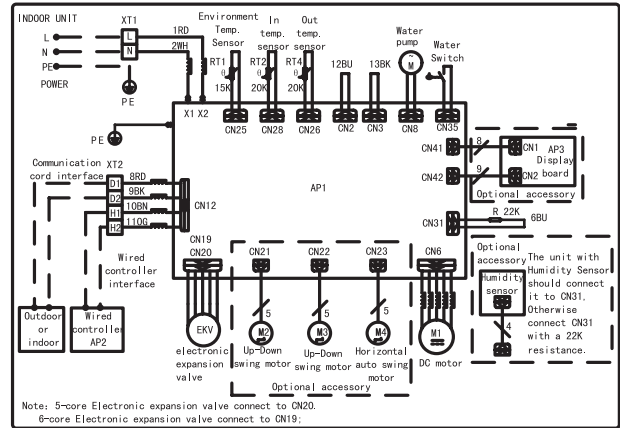 INDOOR UNIT
XT1
L
L
N
N
PE
POWER
PE
1RD
2WH
X1 X2
Environment
Temp.
Sensor
In
temp.
sensor
Out
temp.
sensor
Water
pump
Water
Switch
RT1
θ
15K
RT2
θ
20K
RT4
θ
20K
12BU
13BK
~
M
CN25
CN28
CN26
CN2
CN3
CN8
CN35
PE
AP1
CN41
8
CN1
AP3
Display
board
CN42
9
CN2
Optional accessory
CN31
R 22K
6BU
Communication
cord interface
XT2
D1
D2
H1
H2
8RD
9BK
10BN
11OG
CN12
Wired
controller
interface
Outdoor
or
indoor
Wired
controller
AP2
CN19
CN20
EKV
electronic
expansion
valve
CN21
5
M2
Up-Down
swing motor
CN22
5
M3
Up-Down
swing motor
CN23
5
M4
Horizontal
auto swing
motor
Optional accessory
CN6
M1
DC motor
Optional
accessory
Humidity
sensor
4
The unit with
Humidity Sensor
should connect
it to CN31,
Otherwise
connect CN31
with a 22K
resistance.
Note: 5-core Electronic expansion valve connect to CN20.
6-core Electronic expansion valve connect to CN19;